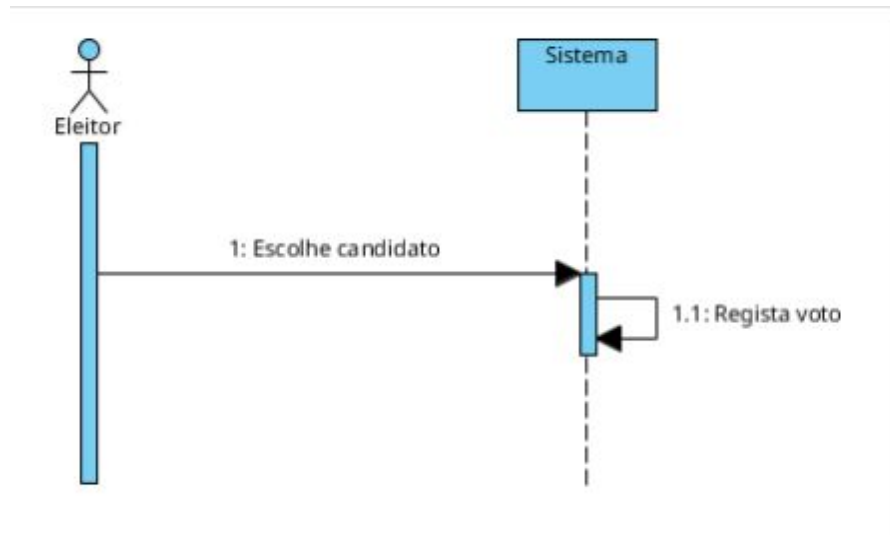 Sistema
Eleitor
1: Escolhe candidato
1.1: Regista voto